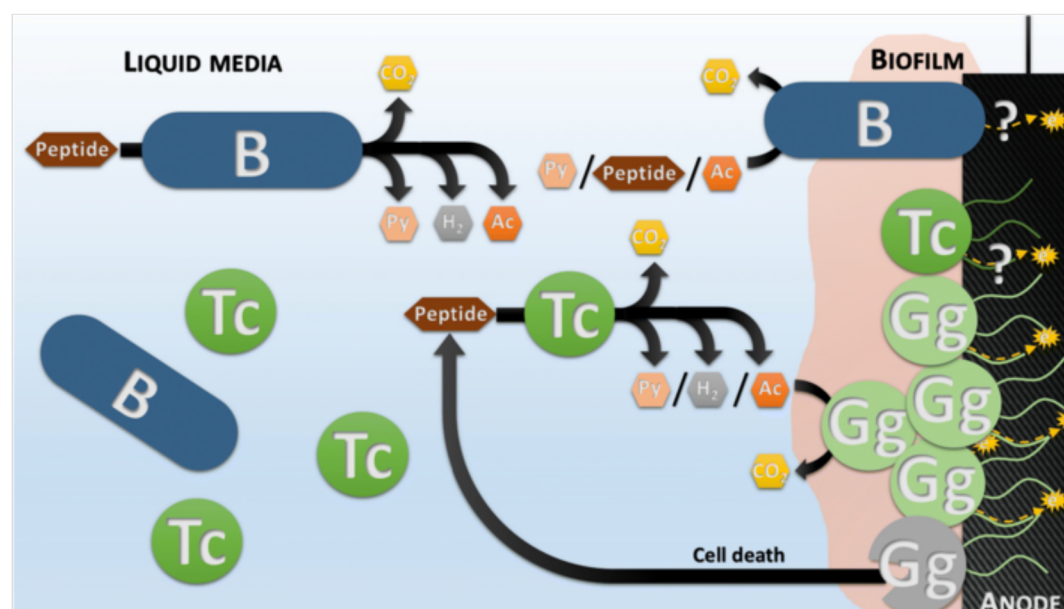 LIQUID MEDIA
BIOFILM
CO₂
CO₂
B
?
e
Peptide
B
Py/Peptide/Ac
Py
H₂
Ac
Tc
CO₂
?
e
Tc
Peptide
Tc
Gg
e
B
Py/H₂/Ac
Gg
Gg
e
Tc
CO₂
e
Gg
e
Tc
Cell death
Gg
ANODE